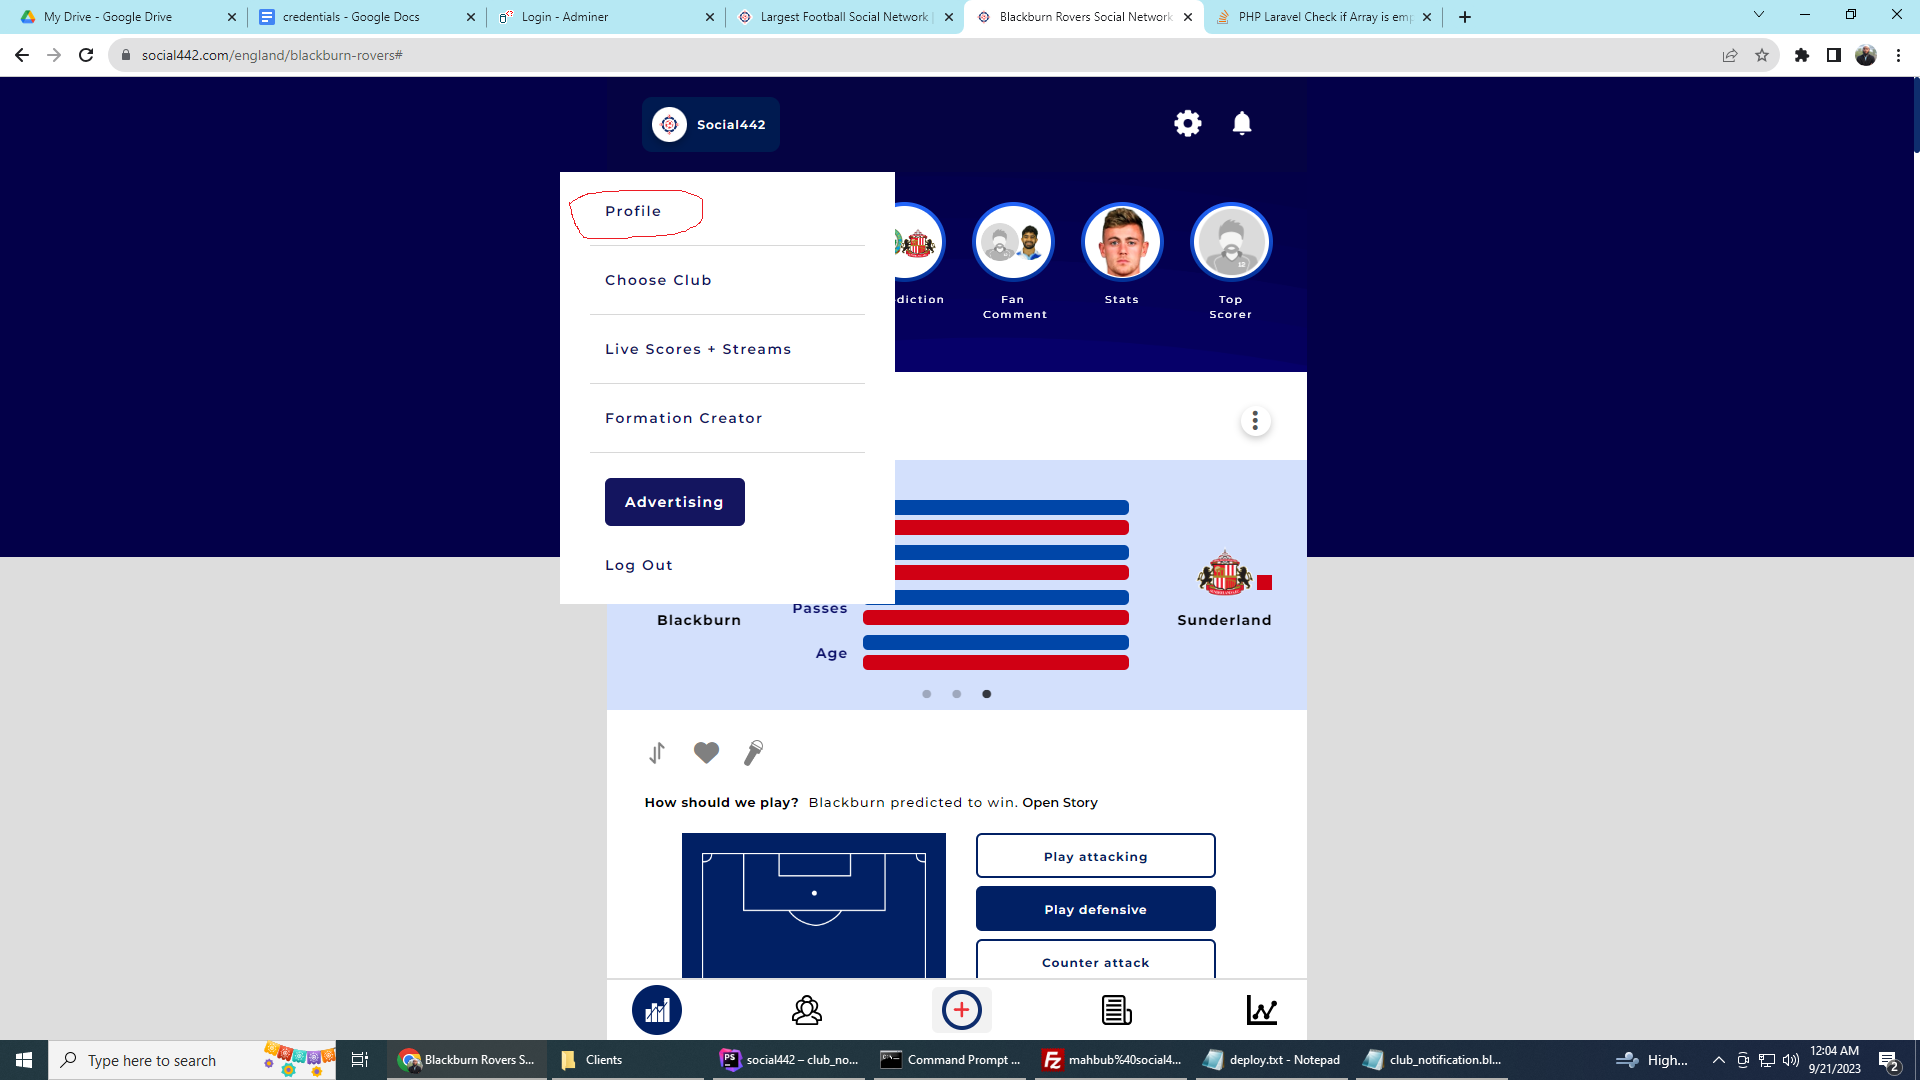 My Drive - Google Drive
credentials - Google Docs
Login - Adminer
Largest Football Social Network
Blackburn Rovers Social Network
PHP Laravel Check if Array is emp
social442.com/england/blackburn-rovers#
Social442
Profile
Choose Club
Live Scores + Streams
Formation Creator
Advertising
Log Out
diction
Fan
Comment
Stats
Top
Scorer
Passes
Age
Blackburn
Sunderland
How should we play? Blackburn predicted to win. Open Story
Play attacking
Play defensive
Counter attack
Type here to search
Blackburn Rovers S...
Clients
PS
social442 – club_no...
Command Prompt ...
FZ
mahbub%40social4...
deploy.txt - Notepad
club_notification.bl...
High...
12:04 AM
9/21/2023
2